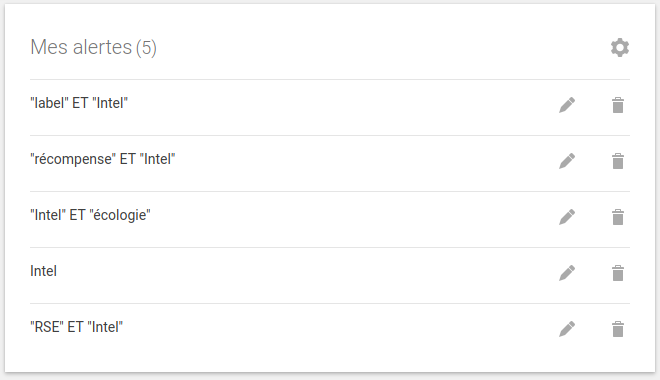 Mes alertes (5)
"label" ET "Intel"
"récompense" ET "Intel"
"Intel" ET "écologie"
Intel
"RSE" ET "Intel"